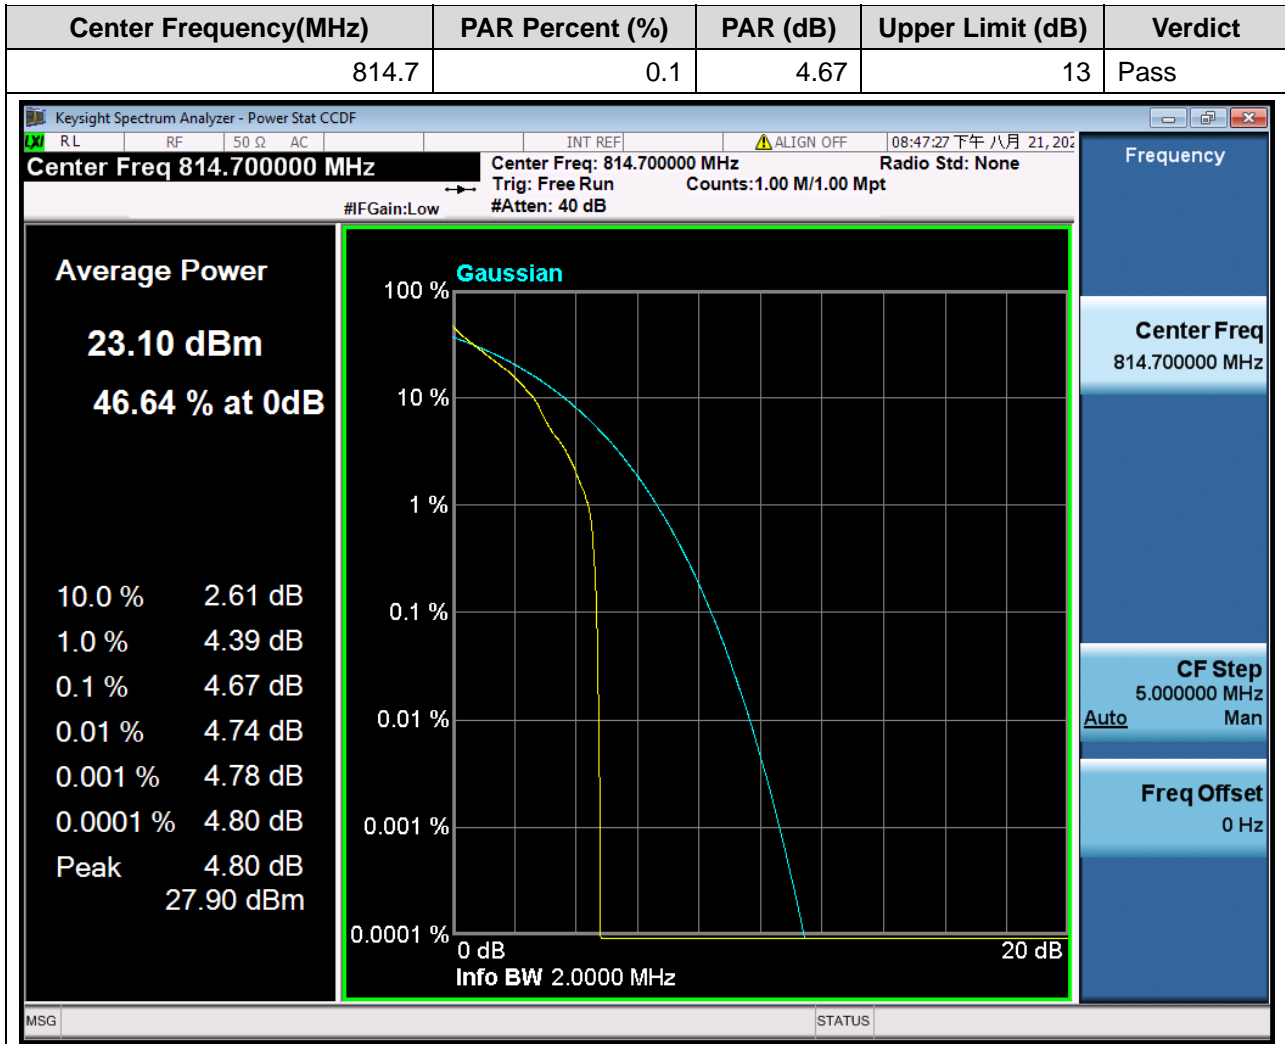 Center Frequency(MHz) PAR Percent (%) PAR (dB) Upper Limit (dB) Verdict
814.7 0.1 4.67 13 Pass
Keysight Spectrum Analyzer - Power Stat CCDF
LXI RL RF 50 Ω AC INT REF ALIGN OFF 08:47:27 下午 八月 21, 202
Center Freq 814.700000 MHz
Center Freq: 814.700000 MHz Radio Std: None
Trig: Free Run Counts:1.00 M/1.00 Mpt
#IFGain:Low #Atten: 40 dB
Average Power
23.10 dBm
46.64 % at 0dB
10.0 % 2.61 dB
1.0 % 4.39 dB
0.1 % 4.67 dB
0.01 % 4.74 dB
0.001 % 4.78 dB
0.0001 % 4.80 dB
Peak 4.80 dB
27.90 dBm
Gaussian
100 %
10 %
1 %
0.1 %
0.01 %
0.001 %
0.0001 %
0 dB 20 dB
Info BW 2.0000 MHz
Frequency
Center Freq
814.700000 MHz
CF Step
5.000000 MHz
Auto Man
Freq Offset
0 Hz
MSG STATUS